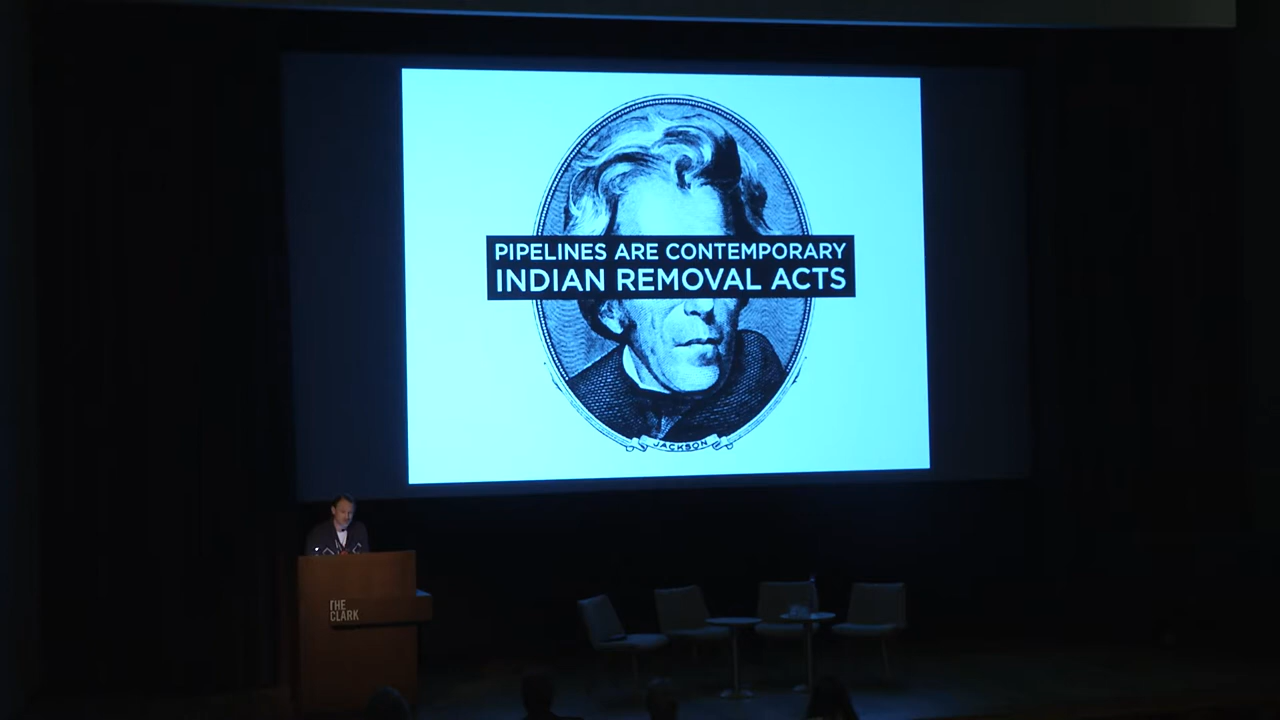 PIPELINES ARE CONTEMPORARY
INDIAN REMOVAL ACTS
JACKSON
THE
CLARK